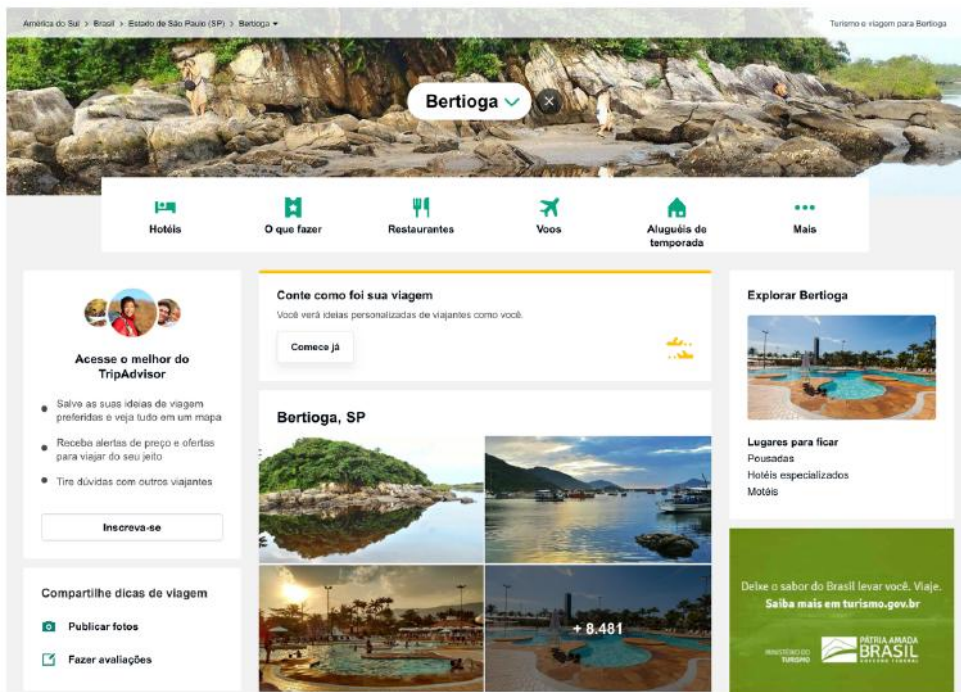 América do Sul > Brasil > Estado de São Paulo (SP) > Bertioga
Turismo e viagem para Bertioga
Bertioga
Hotéis
O que fazer
Restaurantes
Voos
Aluguéis de
temporada
Mais
Acesse o melhor do
TripAdvisor
Salve as suas ideias de viagem
preferidas e veja tudo em um mapa
Receba alertas de preço e ofertas
para viajar do seu jeito
Tire dúvidas com outros viajantes
Inscreva-se
Compartilhe dicas de viagem
Publicar fotos
Fazer avaliações
Conte como foi sua viagem
Você verá ideias personalizadas de viajantes como você.
Comece já
Bertioga, SP
+ 8.481
Explorar Bertioga
Lugares para ficar
Pousadas
Hotéis especializados
Motéis
Deixe o sabor do Brasil levar você. Viaje.
Saiba mais em turismo.gov.br
MINISTÉRIO DO
TURISMO
PÁTRIA AMADA
BRASIL
GOVERNO FEDERAL